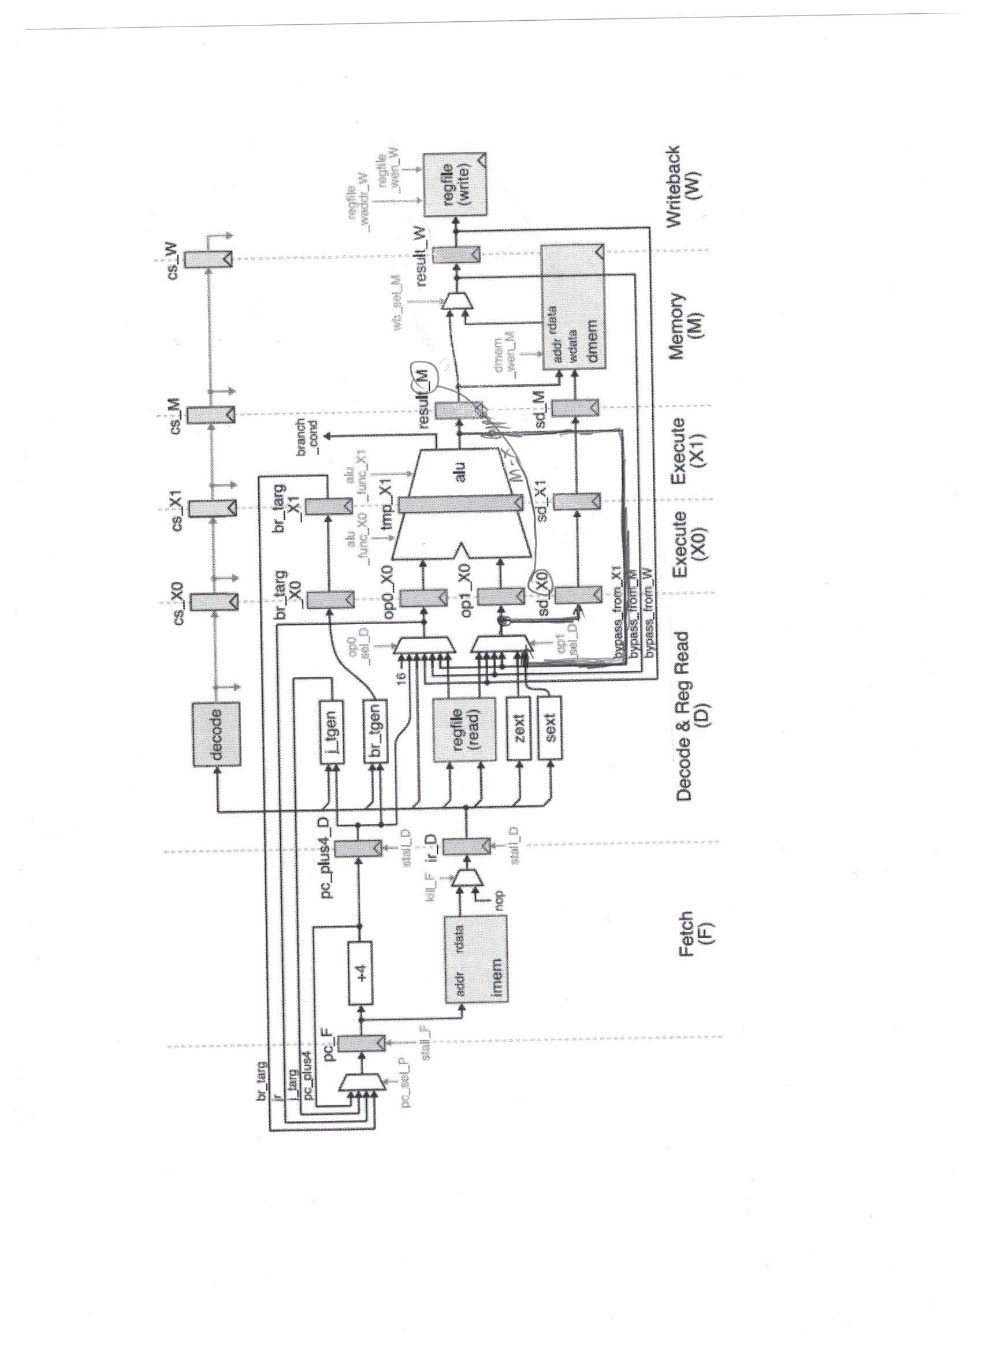 br_targ
jr
j_targ
pc_plus4
pc_sel_P
pc_F
stall_F
+4
addr rdata
imem
kill_F
nop
pc_plus4_D
stall_D
ir_D
stall_D
decode
j_tgen
br_tgen
regfile
(read)
zext
sext
16
op0
_sel_D
op1
_sel_D
cs_X0
br_targ
_X0
op0_X0
op1_X0
sd_X0
bypass_from_X1
bypass_from_M
bypass_from_W
cs_X1
br_targ
_X1
alu
_func_X0
tmp_X1
alu
_func_X1
alu
M-X
sd_X1
branch
_cond
cs_M
result_M
sd_M
wb_sel_M
dmem
_wen_M
addr rdata
wdata
dmem
cs_W
result_W
regfile
_waddr_W
regfile
_wen_W
regfile
(write)
Fetch
(F)
Decode & Reg Read
(D)
Execute
(X0)
Execute
(X1)
Memory
(M)
Writeback
(W)